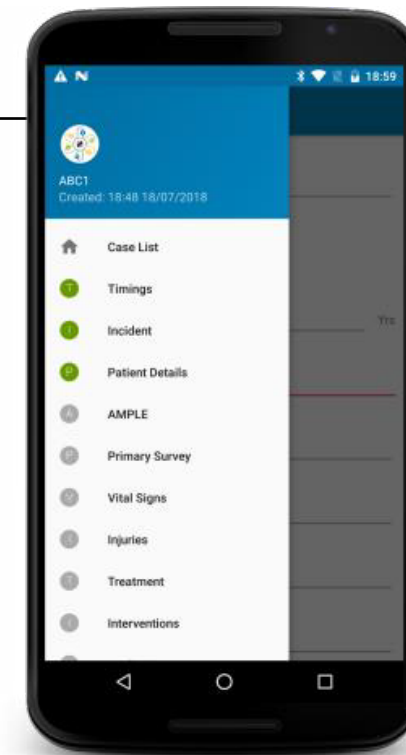 18:59
ABC1
Created: 18:48 18/07/2018
Case List
T Timings
I Incident
P Patient Details
A AMPLE
P Primary Survey
V Vital Signs
I Injuries
T Treatment
I Interventions
Yrs